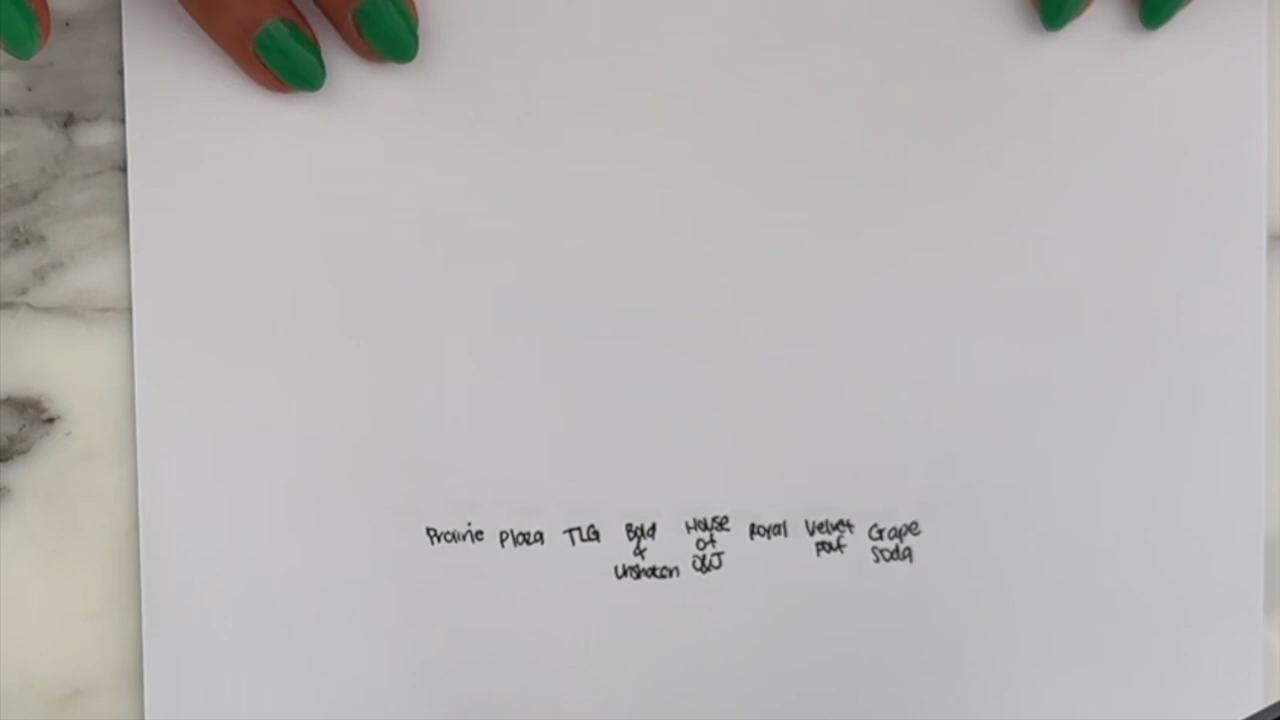 Prairie Plaza TLG Bold House Royal Velvet Grape
& of pouf Soda
Unshaken O&J